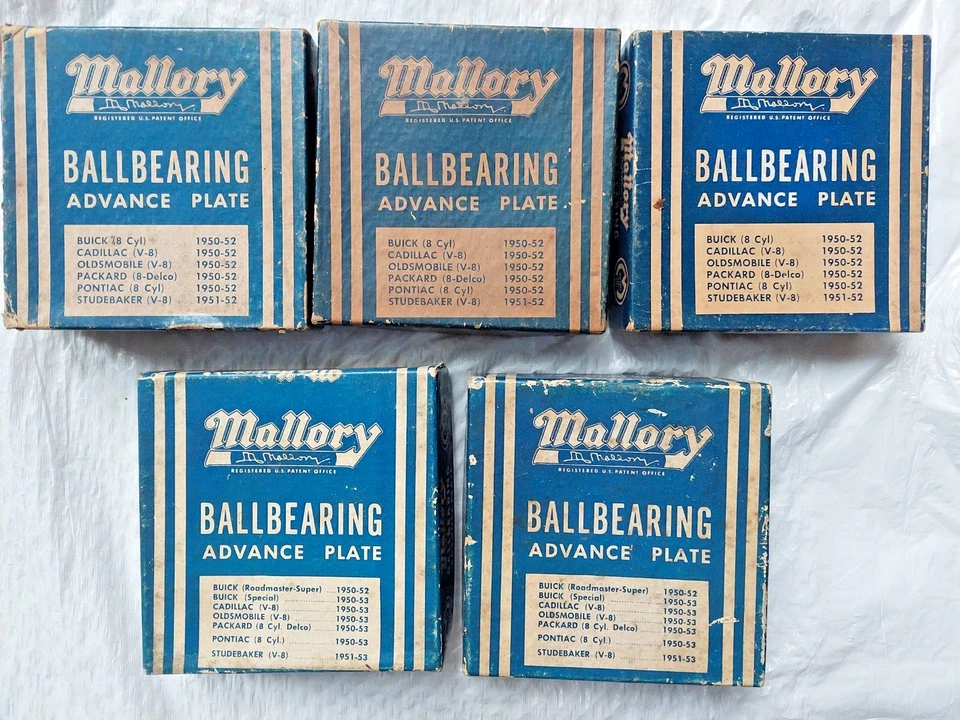 Mallory
REGISTERED U.S. PATENT OFFICE
BALLBEARING
ADVANCE PLATE
BUICK (8 Cyl) 1950-52
CADILLAC (V-8) 1950-52
OLDSMOBILE (V-8) 1950-52
PACKARD (8-Delco) 1950-52
PONTIAC (8 Cyl) 1950-52
STUDEBAKER (V-8) 1951-52
Mallory
REGISTERED U.S. PATENT OFFICE
BALLBEARING
ADVANCE PLATE
BUICK (8 Cyl) 1950-52
CADILLAC (V-8) 1950-52
OLDSMOBILE (V-8) 1950-52
PACKARD (8-Delco) 1950-52
PONTIAC (8 Cyl) 1950-52
STUDEBAKER (V-8) 1951-52
Mallory
Mallory
REGISTERED U.S. PATENT OFFICE
BALLBEARING
ADVANCE PLATE
BUICK (8 Cyl) 1950-52
CADILLAC (V-8) 1950-52
OLDSMOBILE (V-8) 1950-52
PACKARD (8-Delco) 1950-52
PONTIAC (8 Cyl) 1950-52
STUDEBAKER (V-8) 1951-52
Mallory
REGISTERED U.S. PATENT OFFICE
BALLBEARING
ADVANCE PLATE
BUICK (Roadmaster-Super) 1950-52
BUICK (Special) 1950-53
CADILLAC (V-8) 1950-53
OLDSMOBILE (V-8) 1950-53
PACKARD (8 Cyl. Delco) 1950-53
PONTIAC (8 Cyl.) 1950-53
STUDEBAKER (V-8) 1951-53
Mallory
REGISTERED U.S. PATENT OFFICE
BALLBEARING
ADVANCE PLATE
BUICK (Roadmaster-Super) 1950-52
BUICK (Special) 1950-53
CADILLAC (V-8) 1950-53
OLDSMOBILE (V-8) 1950-53
PACKARD (8 Cyl. Delco) 1950-53
PONTIAC (8 Cyl.) 1950-53
STUDEBAKER (V-8) 1951-53